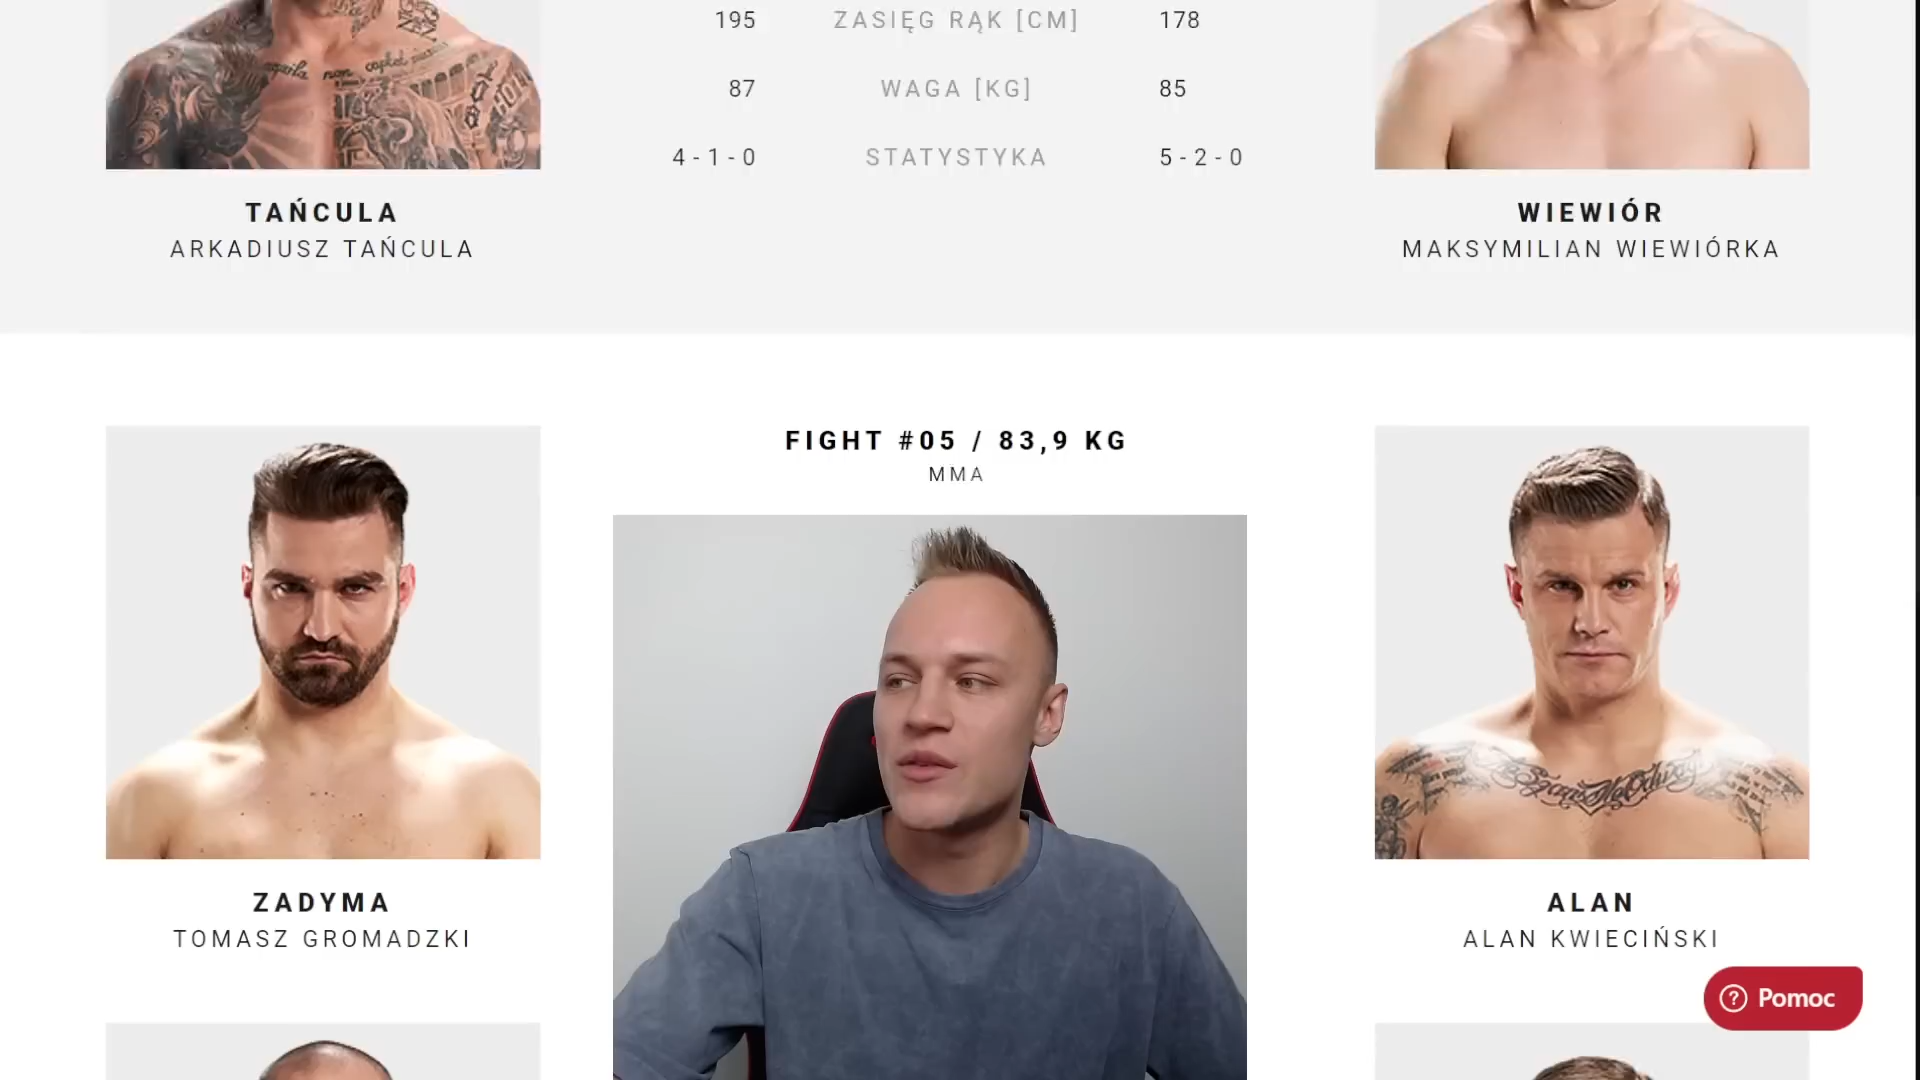 195 ZASIĘG RĄK [CM] 178
87 WAGA [KG] 85
4 - 1 - 0 STATYSTYKA 5 - 2 - 0
TAŃCULA
ARKADIUSZ TAŃCULA
WIEWIÓR
MAKSYMILIAN WIEWIÓRKA
FIGHT #05 / 83,9 KG
MMA
ZADYMA
TOMASZ GROMADZKI
ALAN
ALAN KWIECIŃSKI
Pomoc